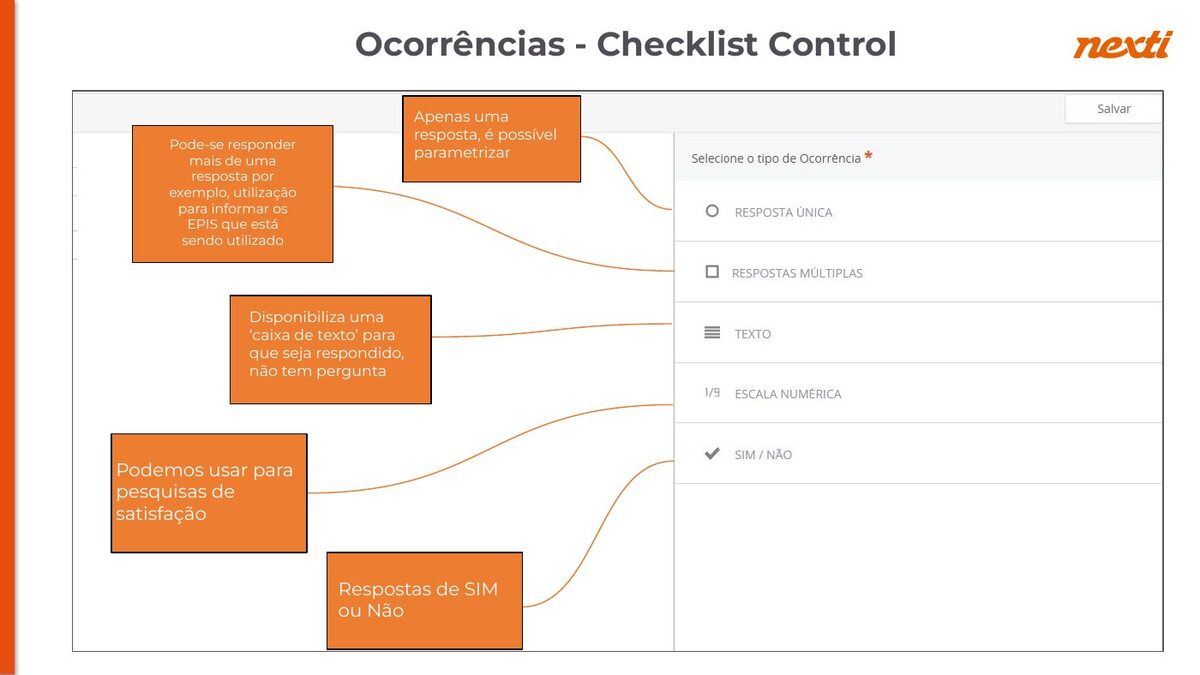 Ocorrências - Checklist Control
nexti
Salvar
Apenas uma
resposta, é possível
parametrizar
Pode-se responder
mais de uma
resposta por
exemplo, utilização
para informar os
EPIS que está
sendo utilizado
Disponibiliza uma
‘caixa de texto’ para
que seja respondido,
não tem pergunta
Podemos usar para
pesquisas de
satisfação
Respostas de SIM
ou Não
Selecione o tipo de Ocorrência *
RESPOSTA ÚNICA
RESPOSTAS MÚLTIPLAS
TEXTO
1/9 ESCALA NUMÉRICA
SIM / NÃO